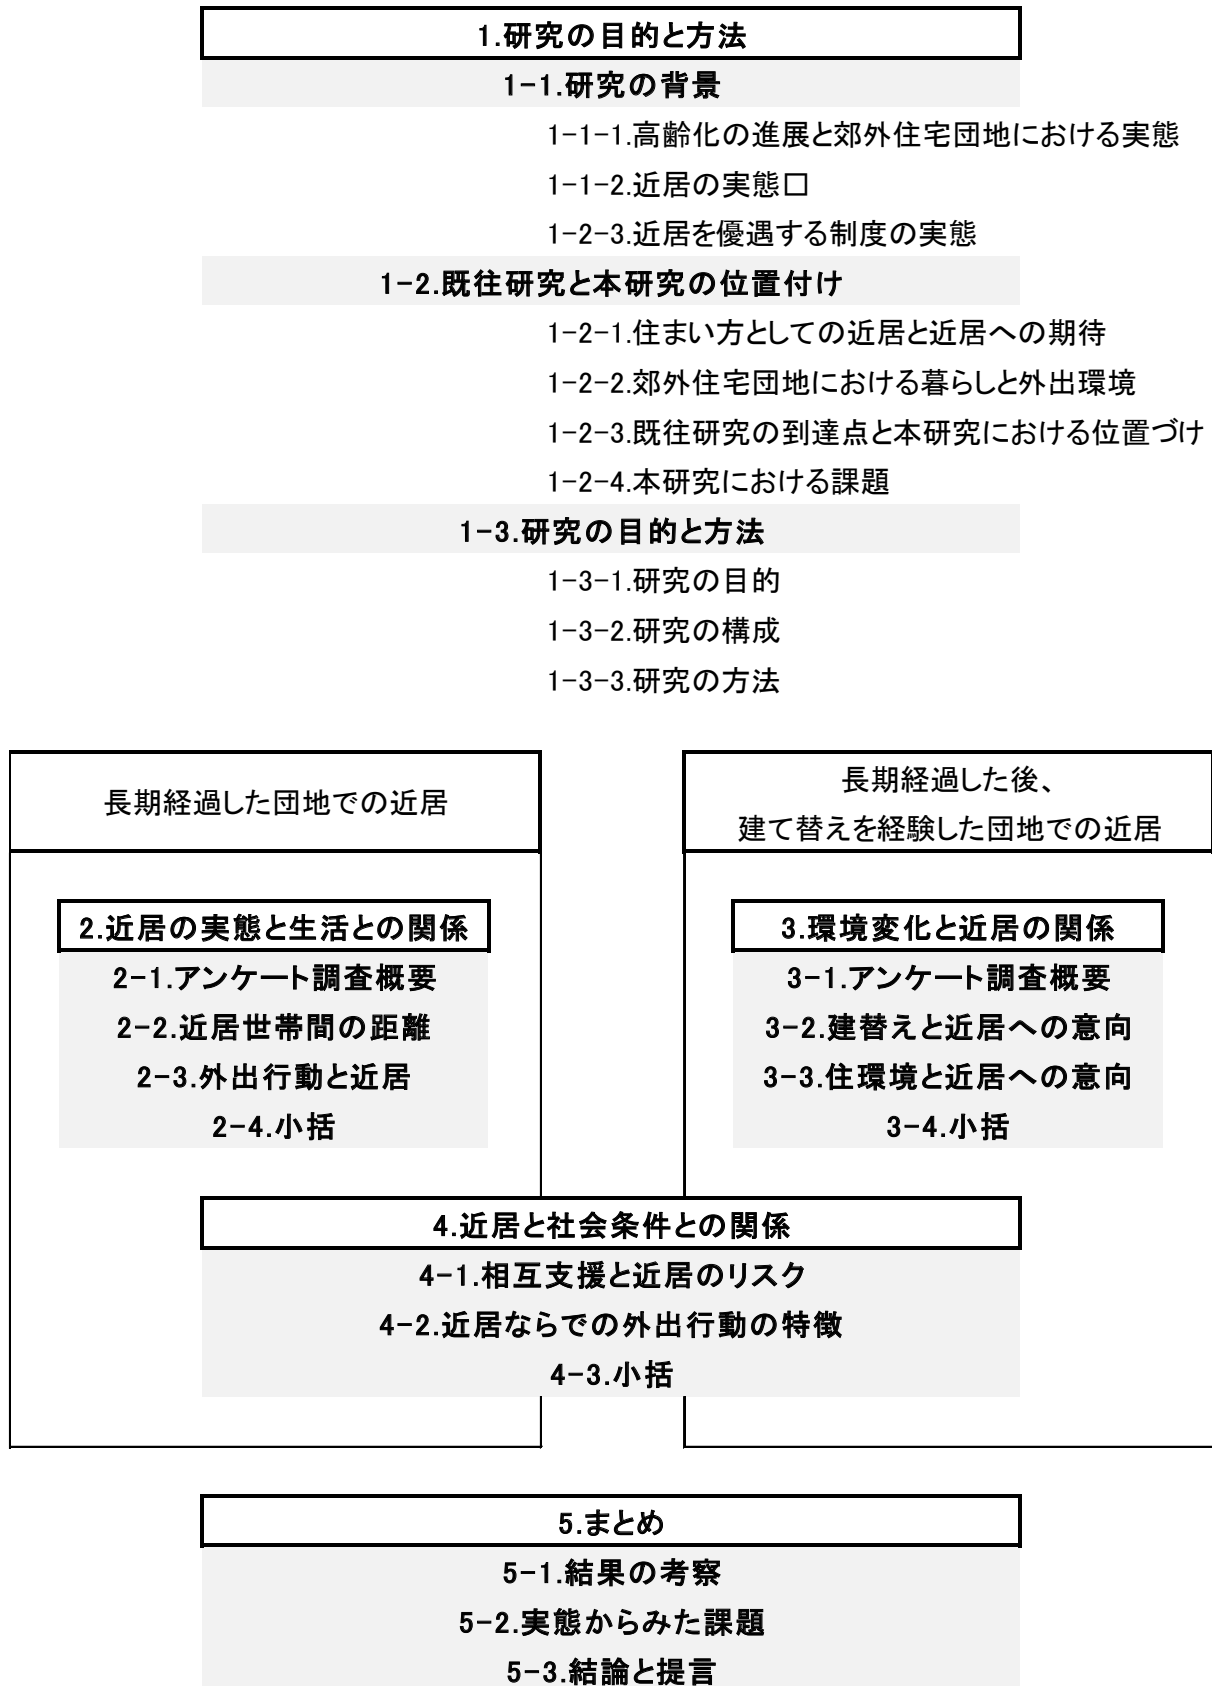 1.研究の目的と方法
1-1.研究の背景
1-1-1.高齢化の進展と郊外住宅団地における実態
1-1-2.近居の実態口
1-2-3.近居を優遇する制度の実態
1-2.既往研究と本研究の位置付け
1-2-1.住まい方としての近居と近居への期待
1-2-2.郊外住宅団地における暮らしと外出環境
1-2-3.既往研究の到達点と本研究における位置づけ
1-2-4.本研究における課題
1-3.研究の目的と方法
1-3-1.研究の目的
1-3-2.研究の構成
1-3-3.研究の方法
長期経過した団地での近居
2.近居の実態と生活との関係
2-1.アンケート調査概要
2-2.近居世帯間の距離
2-3.外出行動と近居
2-4.小括
長期経過した後、
建て替えを経験した団地での近居
3.環境変化と近居の関係
3-1.アンケート調査概要
3-2.建替えと近居への意向
3-3.住環境と近居への意向
3-4.小括
4.近居と社会条件との関係
4-1.相互支援と近居のリスク
4-2.近居ならでの外出行動の特徴
4-3.小括
5.まとめ
5-1.結果の考察
5-2.実態からみた課題
5-3.結論と提言